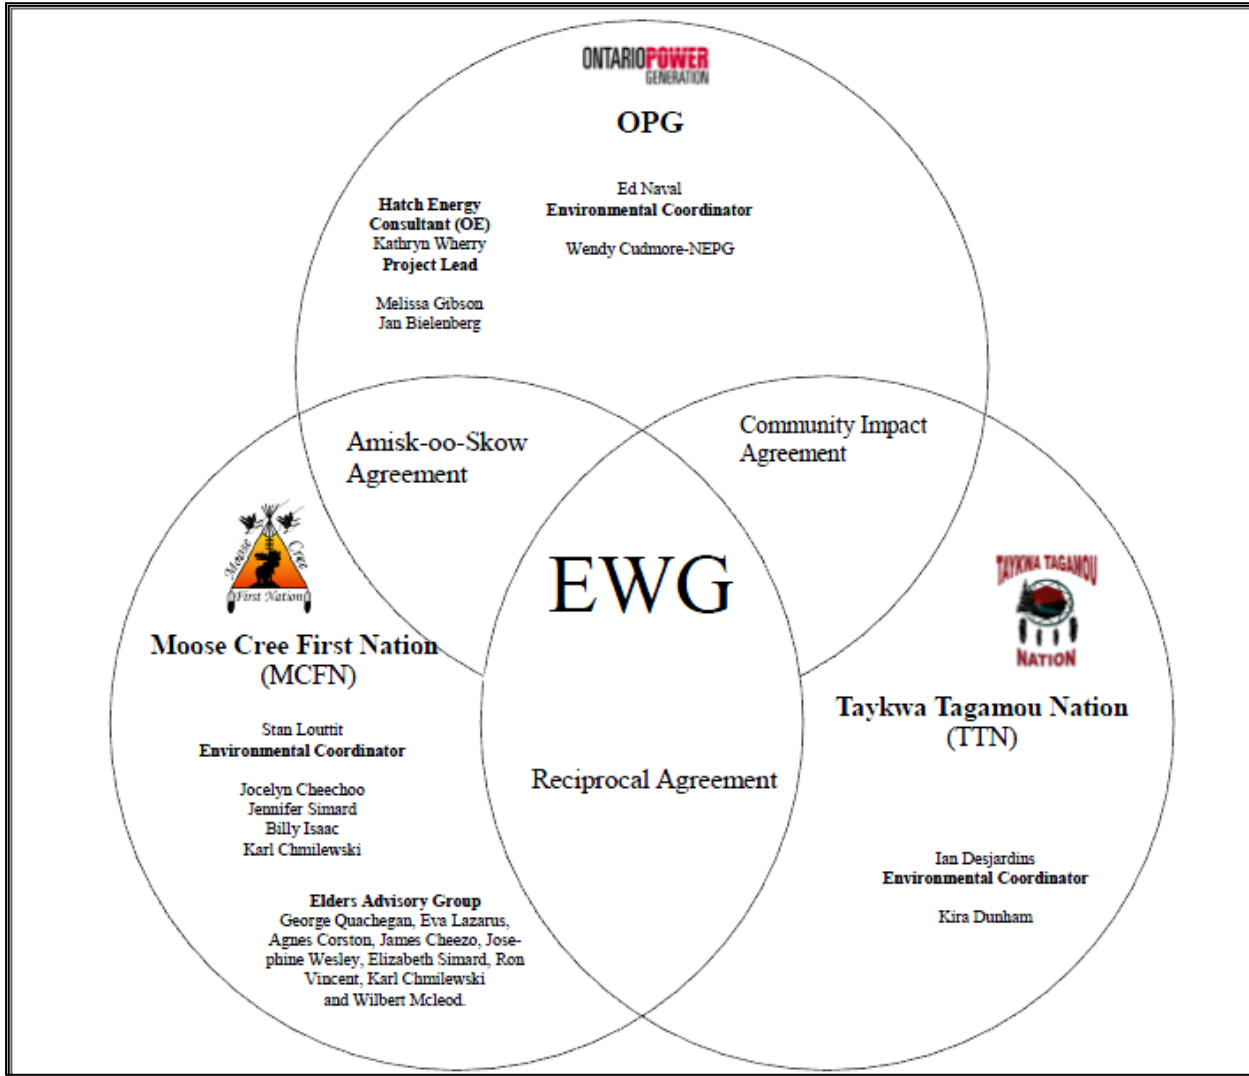 ONTARIOPOWER
GENERATION
OPG
Ed Naval
Environmental Coordinator
Wendy Cudmore-NEPG
Hatch Energy
Consultant (OE)
Kathryn Wherry
Project Lead
Melissa Gibson
Jan Bielenberg
Amisk-oo-Skow
Agreement
Community Impact
Agreement
EWG
Reciprocal Agreement
Moose Cree
First Nation
Moose Cree First Nation
(MCFN)
Stan Louttit
Environmental Coordinator
Jocelyn Cheechoo
Jennifer Simard
Billy Isaac
Karl Chmilewski
Elders Advisory Group
George Quachegan, Eva Lazarus,
Agnes Corston, James Cheezo, Jose-
phine Wesley, Elizabeth Simard, Ron
Vincent, Karl Chmilewski
and Wilbert Mcleod.
TAYKWA TAGAMOU
NATION
Taykwa Tagamou Nation
(TTN)
Ian Desjardins
Environmental Coordinator
Kira Dunham